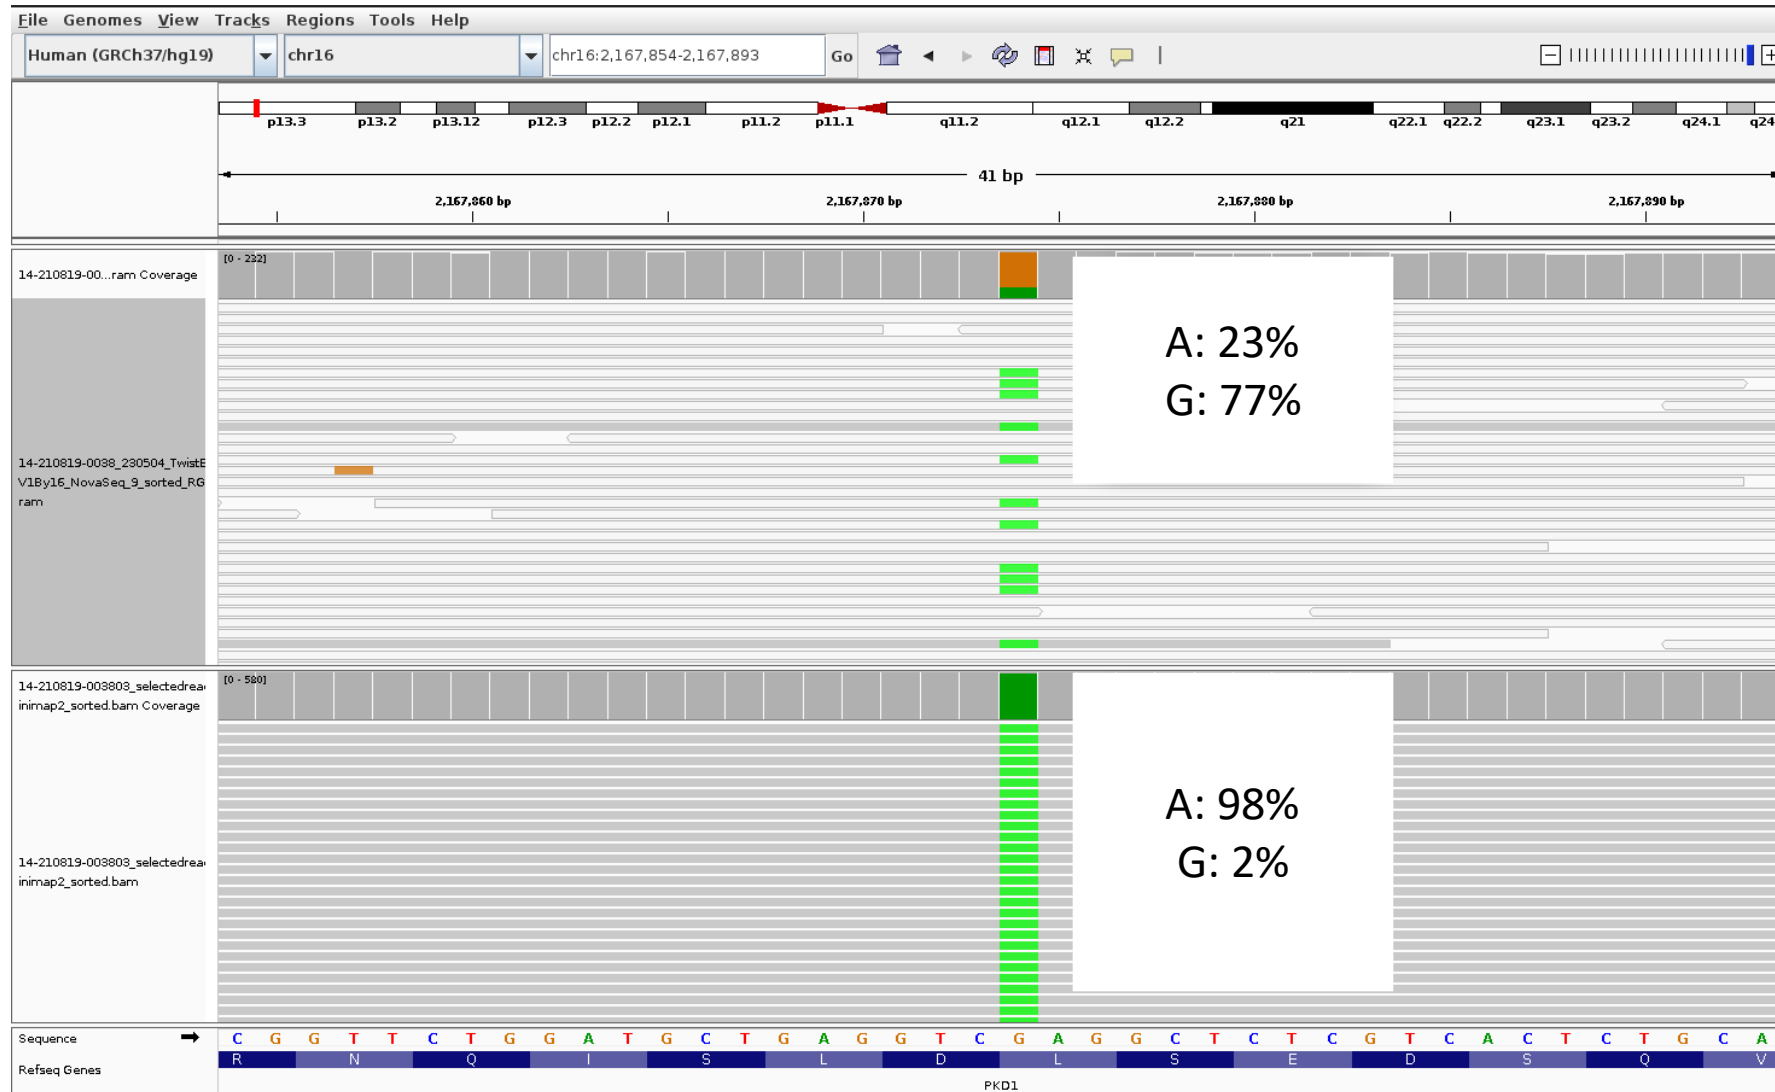 File Genomes View Tracks Regions Tools Help
Human (GRCh37/hg19) chr16 chr16:2,167,854-2,167,893 Go
p13.3 p13.2 p13.12 p12.3 p12.2 p12.1 p11.2 p11.1 q11.2 q12.1 q12.2 q21 q22.1 q22.2 q23.1 q23.2 q24.1 q24
41 bp
2,167,860 bp 2,167,870 bp 2,167,880 bp 2,167,890 bp
14-210819-00...ram Coverage
[0 - 232]
A: 23%
G: 77%
14-210819-0038_230504_TwistE
V1By16_NovaSeq_9_sorted_RG
ram
14-210819-003803_selectedrea
inimap2_sorted.bam Coverage
[0 - 580]
A: 98%
G: 2%
14-210819-003803_selectedrea
inimap2_sorted.bam
Sequence C G G T T C T G G A T G C T G A G G T C G A G G C T C T C G T C A C T C T G C A
Refseq Genes R N Q I S L D L S E D S Q V
PKD1